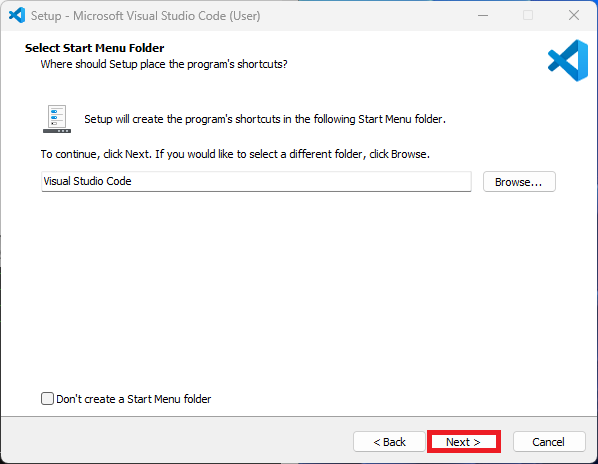 Setup - Microsoft Visual Studio Code (User)
Select Start Menu Folder
Where should Setup place the program's shortcuts?
Setup will create the program's shortcuts in the following Start Menu folder.
To continue, click Next. If you would like to select a different folder, click Browse.
Visual Studio Code
Browse...
Don't create a Start Menu folder
< Back
Next >
Cancel